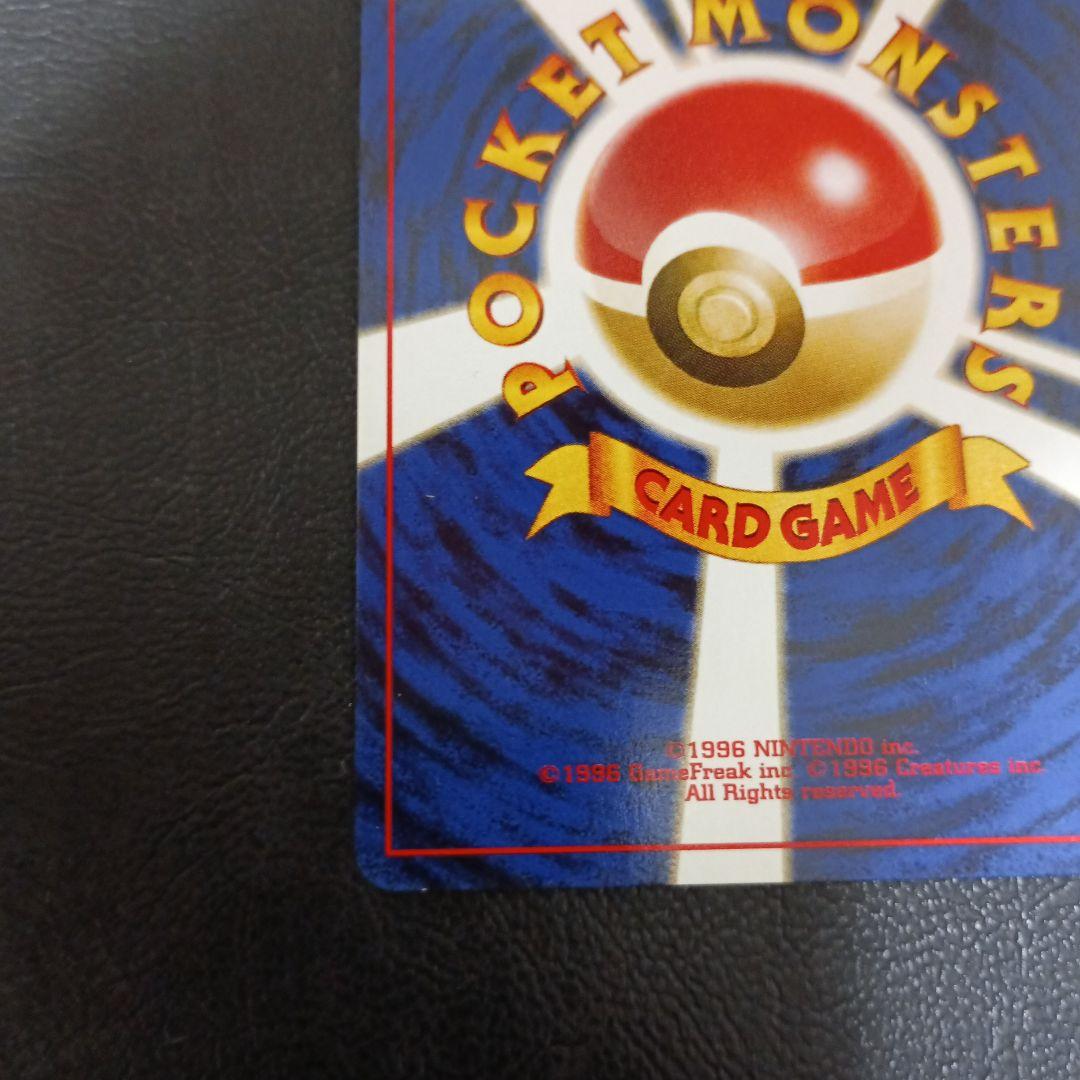 POCKET MONSTERS
CARD GAME
©1996 NINTENDO inc.
©1996 GameFreak inc. ©1996 Creatures inc.
All Rights reserved.